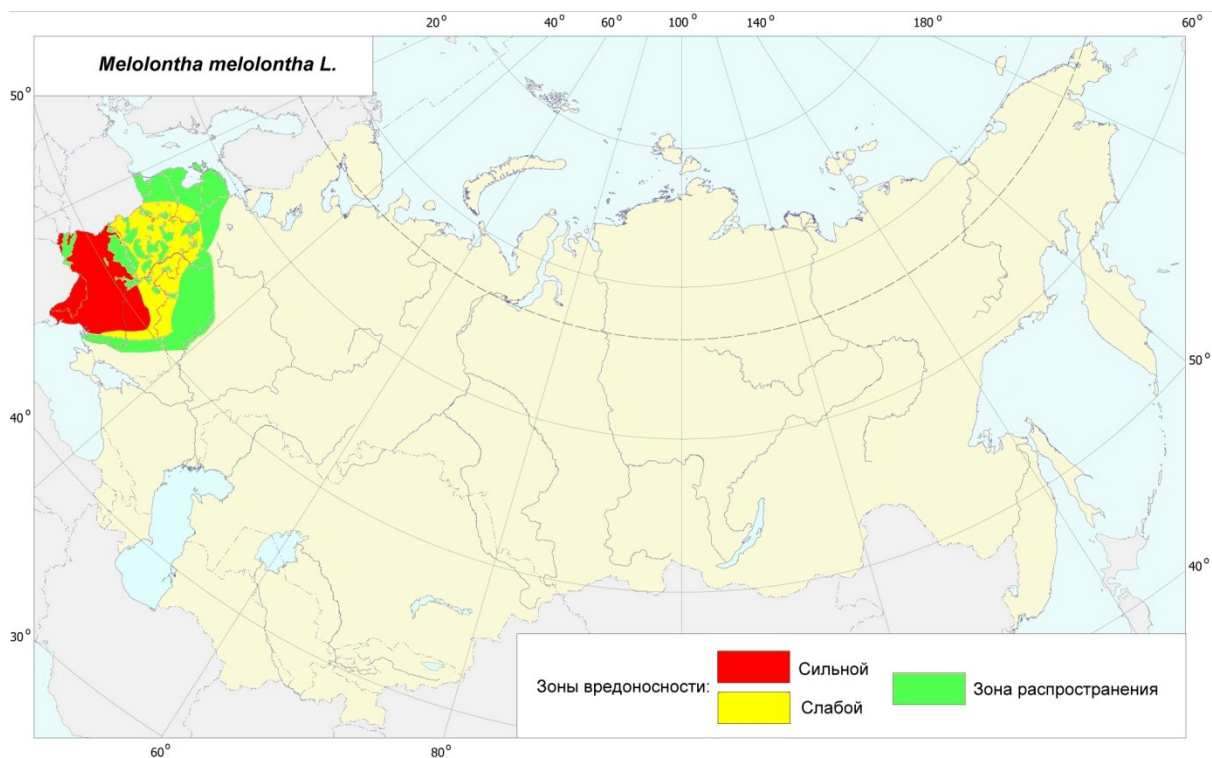 20° 40° 60° 100° 140° 180° 60°
Melolontha melolontha L.
50°
50°
40°
40°
30°
Зоны вредоносности:
Сильной
Слабой
Зона распространения
60° 80°